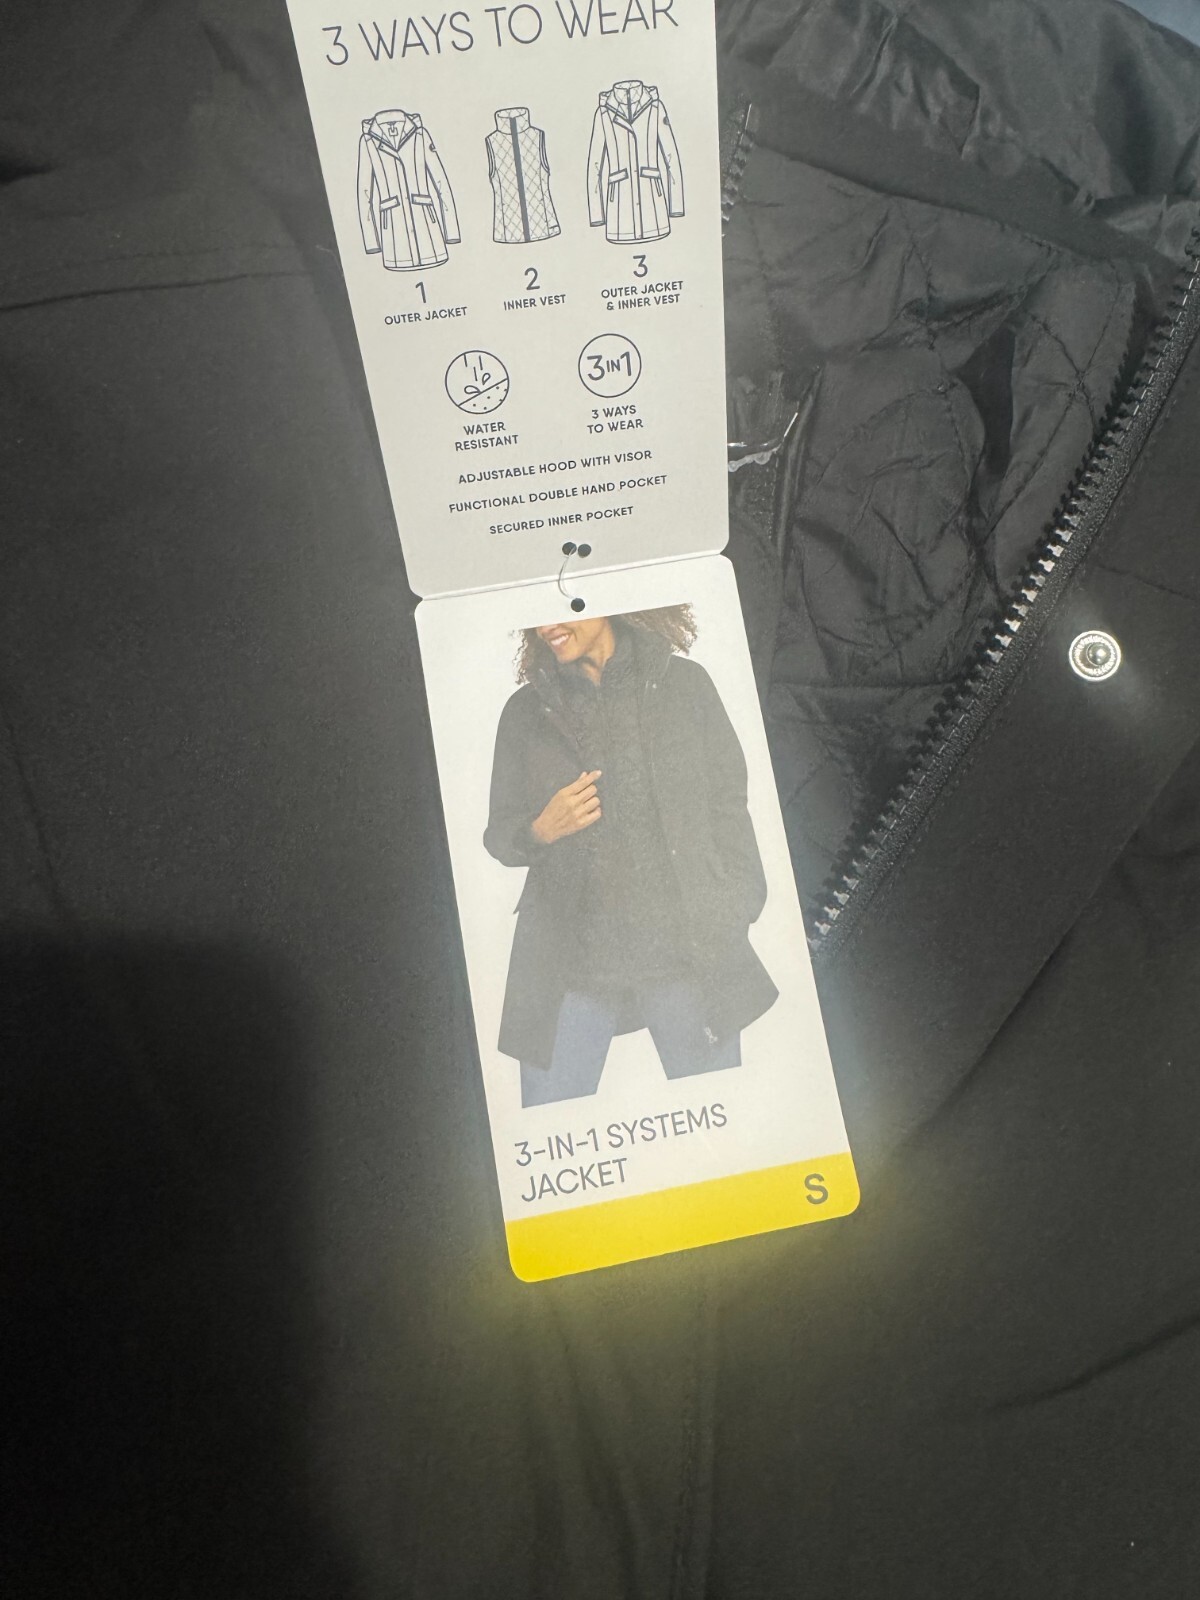 3 WAYS TO WEAR
1
OUTER JACKET
2
INNER VEST
3
OUTER JACKET
& INNER VEST
WATER
RESISTANT
3IN1
3 WAYS
TO WEAR
ADJUSTABLE HOOD WITH VISOR
FUNCTIONAL DOUBLE HAND POCKET
SECURED INNER POCKET
3-IN-1 SYSTEMS
JACKET
S